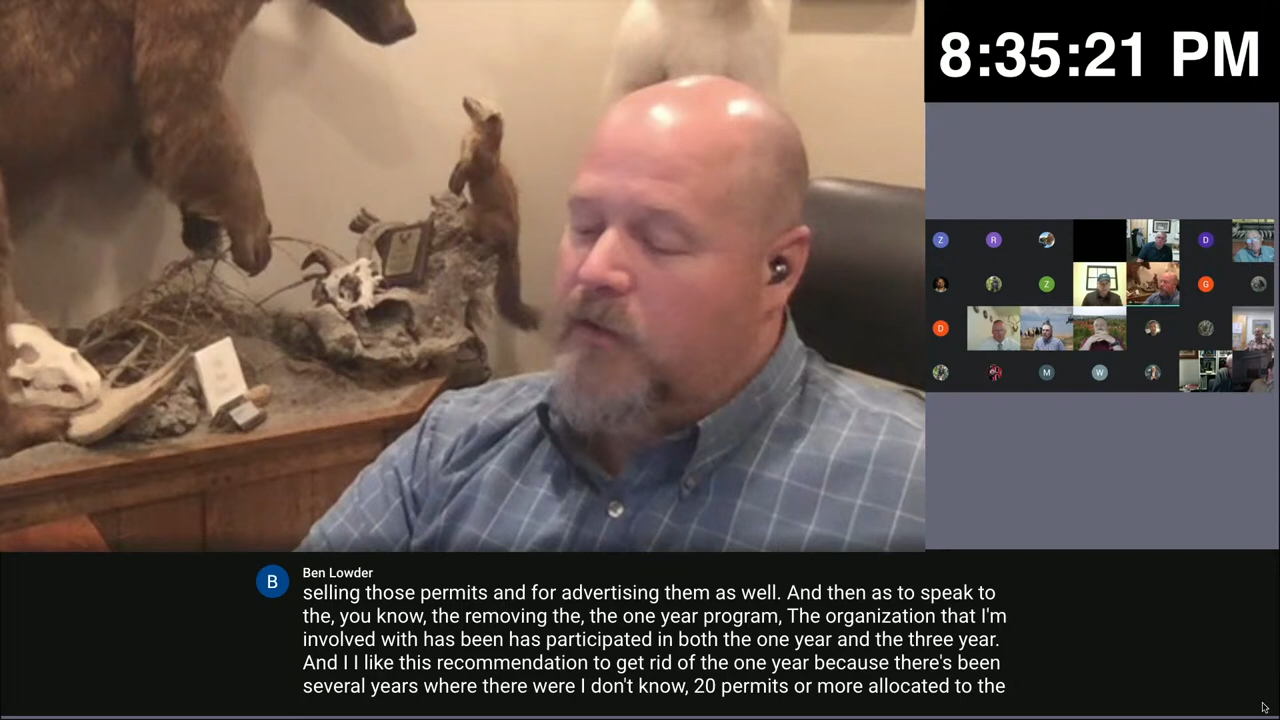 8:35:21 PM
Z
R
D
Z
G
D
M
W
B
Ben Lowder
selling those permits and for advertising them as well. And then as to speak to
the, you know, the removing the, the one year program, The organization that I'm
involved with has been has participated in both the one year and the three year.
And I I like this recommendation to get rid of the one year because there's been
several years where there were I don't know, 20 permits or more allocated to the